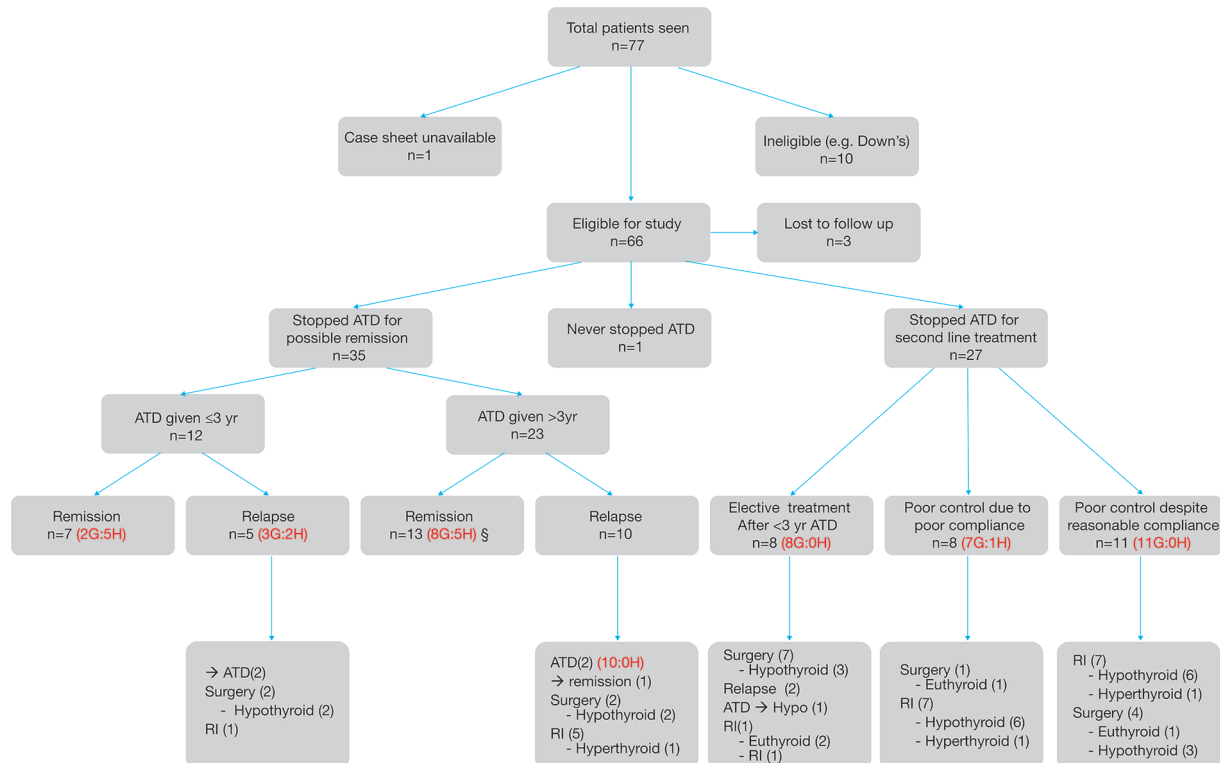 Total patients seen
n=77
Case sheet unavailable
n=1
Ineligible (e.g. Down's)
n=10
Eligible for study
n=66
Lost to follow up
n=3
Stopped ATD for
possible remission
n=35
Never stopped ATD
n=1
Stopped ATD for
second line treatment
n=27
ATD given ≤3 yr
n=12
ATD given >3yr
n=23
Remission
n=7 (2G:5H)
Relapse
n=5 (3G:2H)
Remission
n=13 (8G:5H) §
Relapse
n=10
Elective treatment
After <3 yr ATD
n=8 (8G:0H)
Poor control due to
poor compliance
n=8 (7G:1H)
Poor control despite
reasonable compliance
n=11 (11G:0H)
→ ATD(2)
Surgery (2)
- Hypothyroid (2)
RI (1)
ATD(2) (10:0H)
→ remission (1)
Surgery (2)
- Hypothyroid (2)
RI (5)
- Hyperthyroid (1)
Surgery (7)
- Hypothyroid (3)
Relapse (2)
ATD → Hypo (1)
RI(1)
- Euthyroid (2)
- RI (1)
Surgery (1)
- Euthyroid (1)
RI (7)
- Hypothyroid (6)
- Hyperthyroid (1)
RI (7)
- Hypothyroid (6)
- Hyperthyroid (1)
Surgery (4)
- Euthyroid (1)
- Hypothyroid (3)